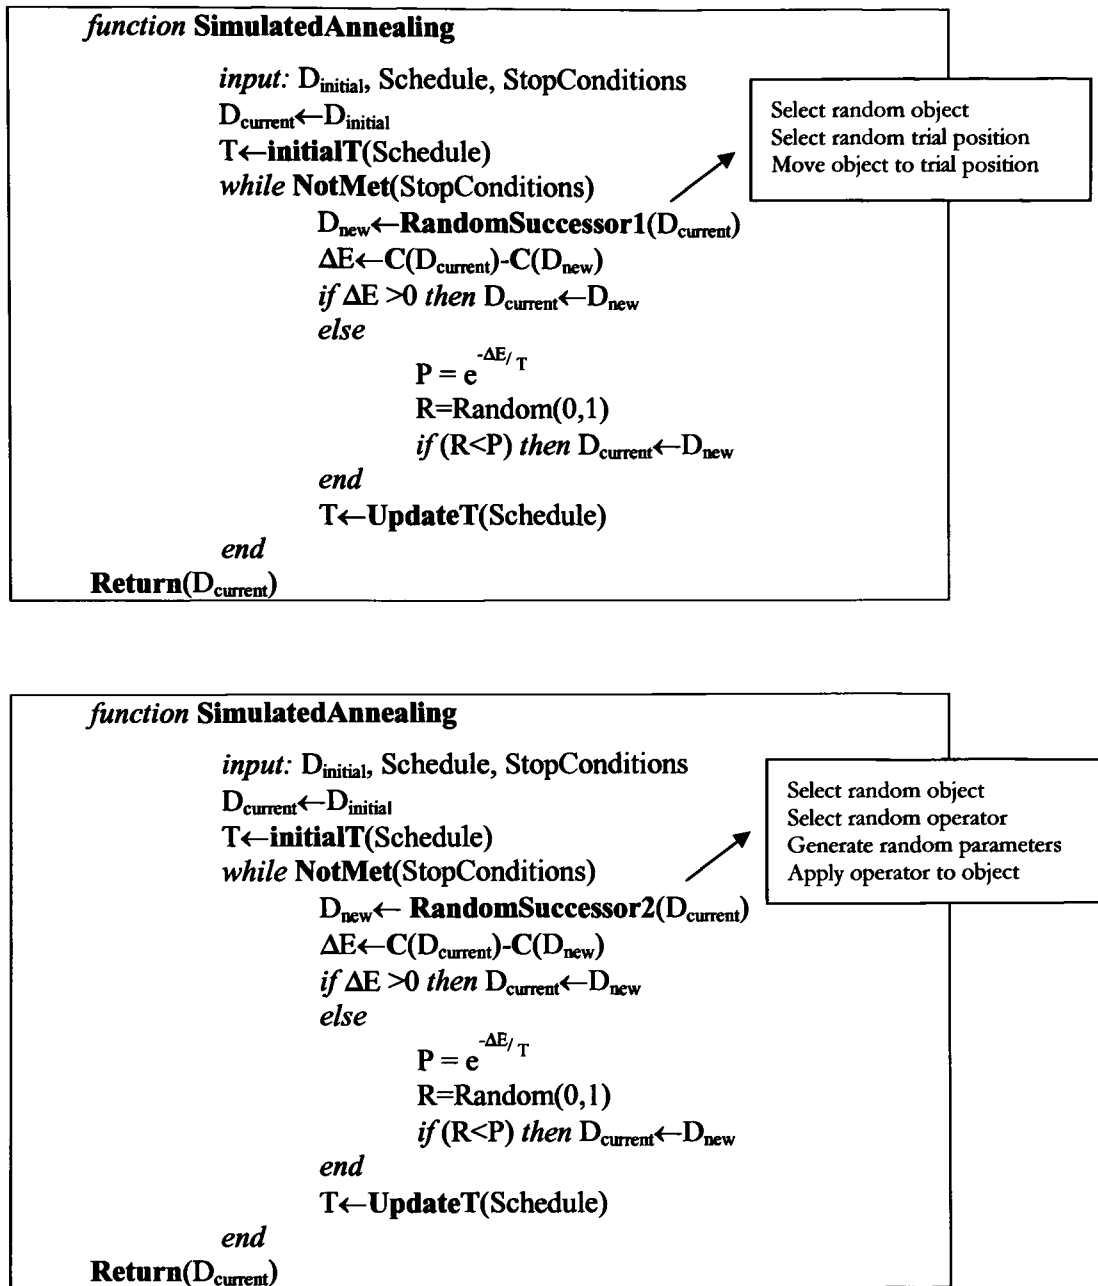 function SimulatedAnnealing
input: Dinitial, Schedule, StopConditions
Dcurrent←Dinitial
T←initialT(Schedule)
while NotMet(StopConditions)
Dnew←RandomSuccessor1(Dcurrent)
ΔE←C(Dcurrent)-C(Dnew)
if ΔE >0 then Dcurrent←Dnew
else
P = e-ΔE/ T
R=Random(0,1)
if (R<P) then Dcurrent←Dnew
end
T←UpdateT(Schedule)
end
Return(Dcurrent)
Select random object
Select random trial position
Move object to trial position
function SimulatedAnnealing
input: Dinitial, Schedule, StopConditions
Dcurrent←Dinitial
T←initialT(Schedule)
while NotMet(StopConditions)
Dnew← RandomSuccessor2(Dcurrent)
ΔE←C(Dcurrent)-C(Dnew)
if ΔE >0 then Dcurrent←Dnew
else
P = e-ΔE/ T
R=Random(0,1)
if (R<P) then Dcurrent←Dnew
end
T←UpdateT(Schedule)
end
Return(Dcurrent)
Select random object
Select random operator
Generate random parameters
Apply operator to object